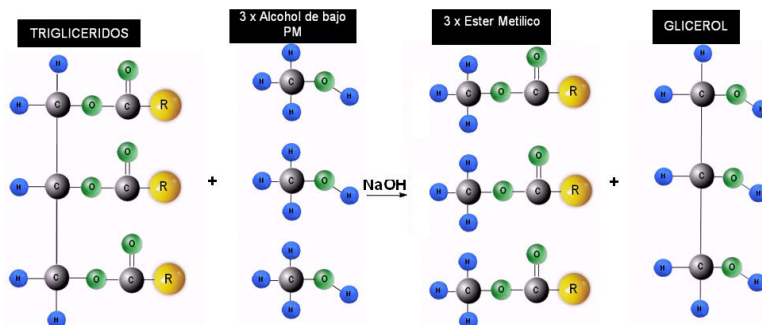 TRIGLICERIDOS
3 x Alcohol de bajo
PM
3 x Ester Metilico
GLICEROL
H O
H C O C R
O
H C O C R
O
H C O C R
H
+
H
H C O
H H
H
H C O
H H
H
H C O
H H
NaOH
H O
H C O C R
H
H O
H C O C R
H
H O
H C O C R
H
+
H
H C O H
H C O H
H C O H
H